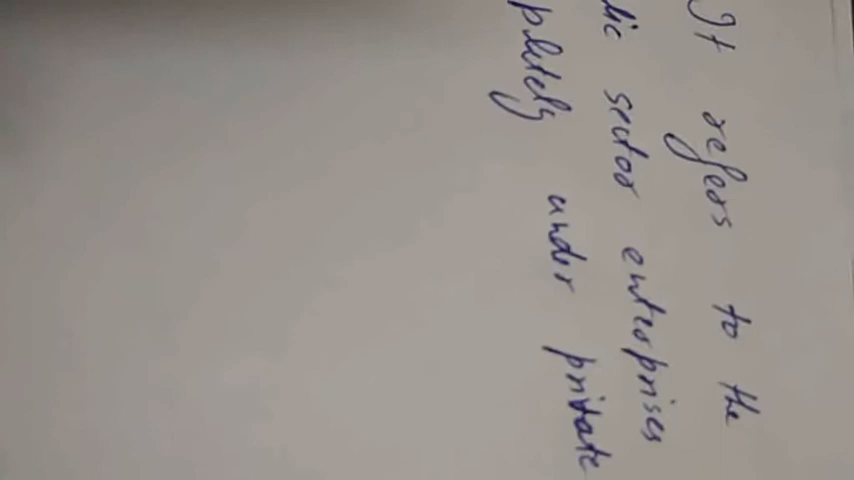 It refers to the
lic sector enterprises
pletely under private